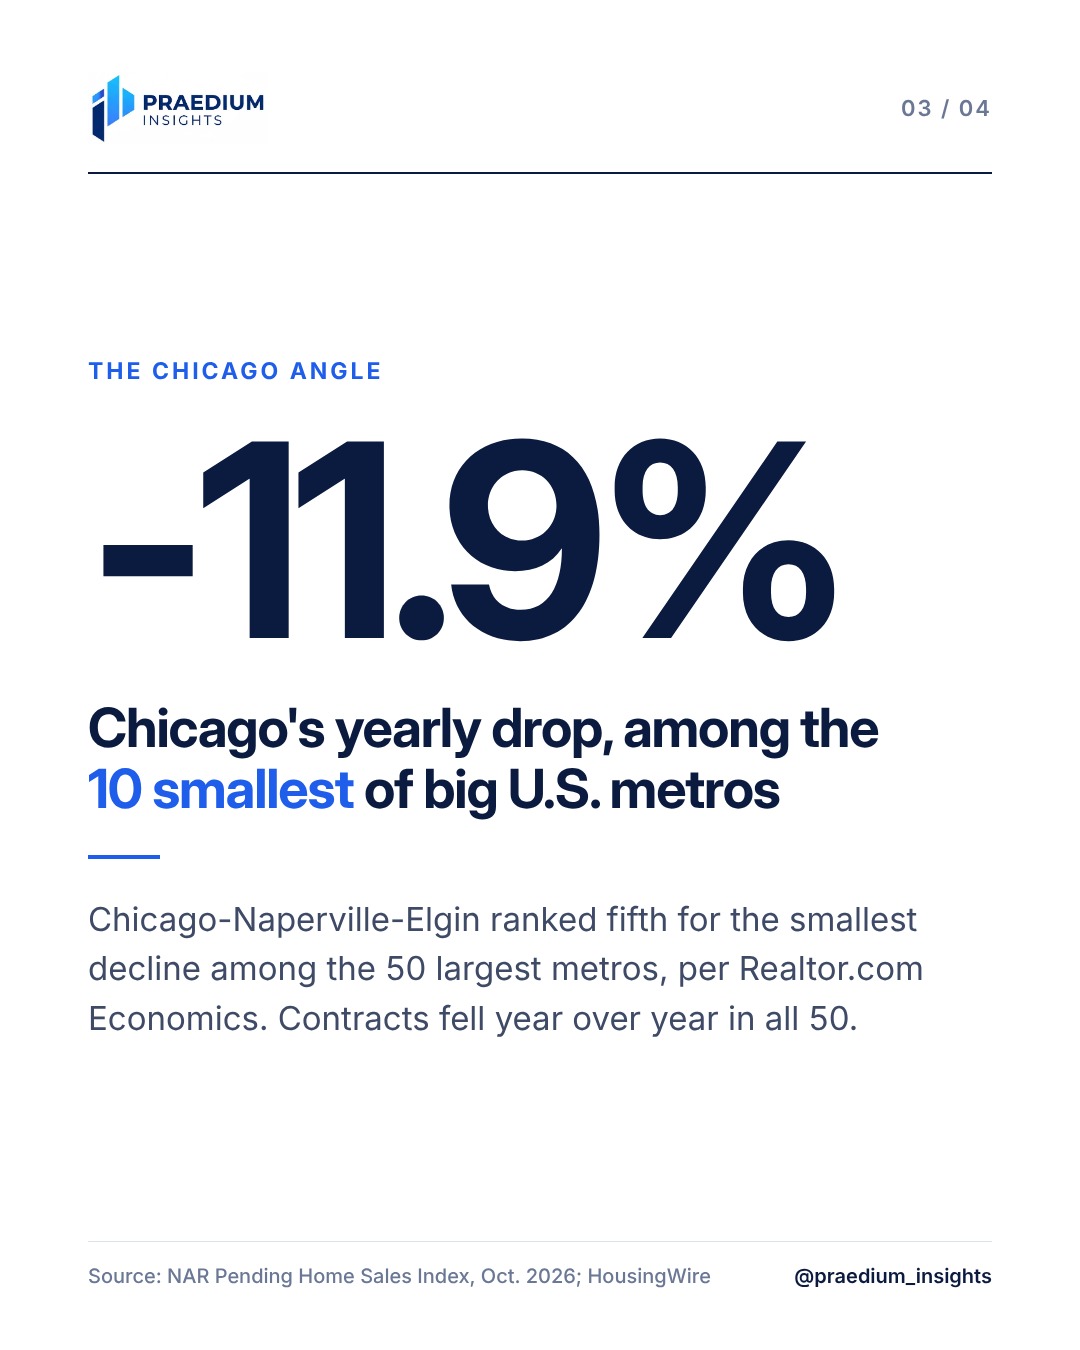 PRAEDIUM
INSIGHTS
03 / 04
THE CHICAGO ANGLE
-11.9%
Chicago's yearly drop, among the
10 smallest of big U.S. metros
Chicago-Naperville-Elgin ranked fifth for the smallest
decline among the 50 largest metros, per Realtor.com
Economics. Contracts fell year over year in all 50.
Source: NAR Pending Home Sales Index, Oct. 2026; HousingWire
@praedium_insights